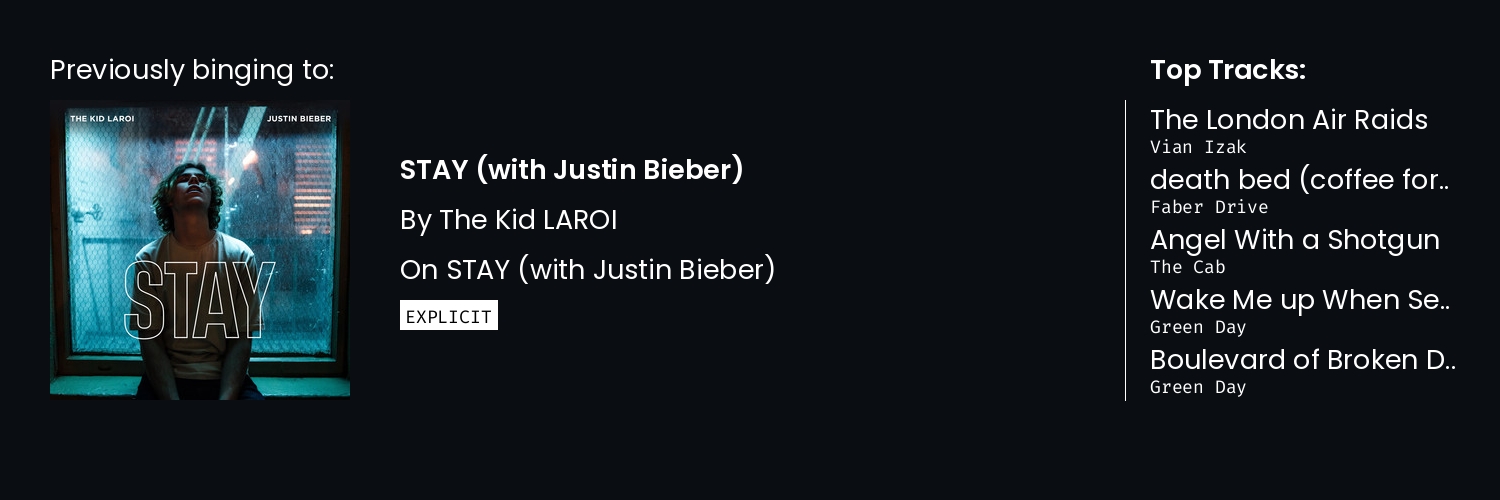 Previously binging to:
THE KID LAROI
JUSTIN BIEBER
STAY
STAY (with Justin Bieber)
By The Kid LAROI
On STAY (with Justin Bieber)
EXPLICIT
Top Tracks:
The London Air Raids
Vian Izak
death bed (coffee for..
Faber Drive
Angel With a Shotgun
The Cab
Wake Me up When Se..
Green Day
Boulevard of Broken D..
Green Day